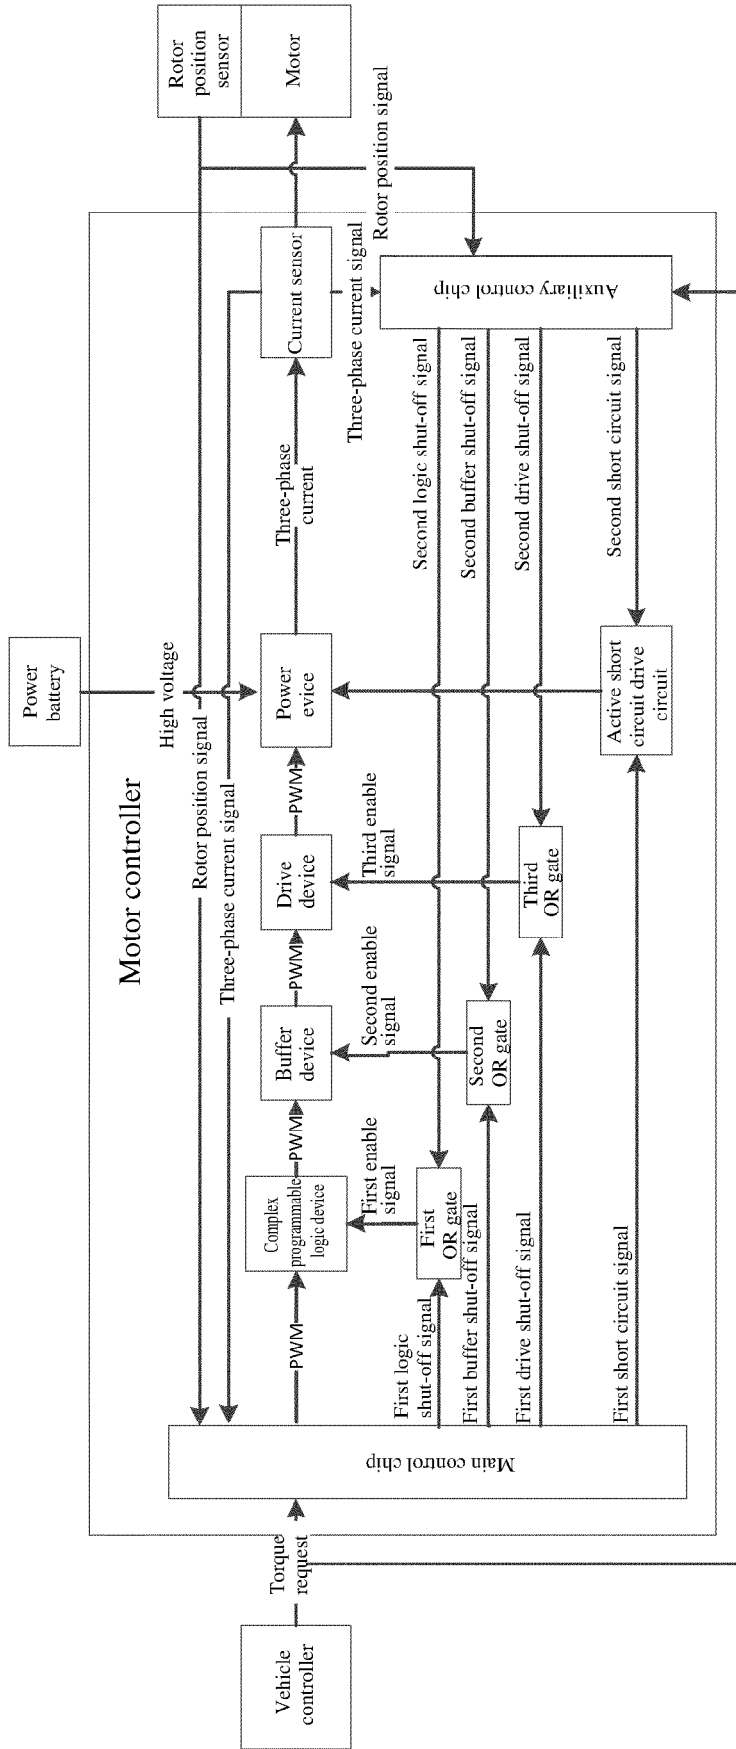 Rotor
position
sensor
Motor
Rotor position signal
Power
battery
High voltage
Motor controller
Rotor position signal
Three-phase current signal
Vehicle
controller
Torque
request
Main control chip
PWM
Complex
programmable
logic device
PWM
Buffer
device
PWM
Drive
device
PWM
Power
evice
Three-phase
current
Current sensor
Three-phase current signal
Auxiliary control chip
First enable
signal
Second enable
signal
Third enable
signal
First logic
shut-off signal
First
OR gate
Second logic shut-off signal
First buffer shut-off signal
Second
OR gate
Second buffer shut-off signal
First drive shut-off signal
Third
OR gate
Second drive shut-off signal
First short circuit signal
Active short
circuit drive
circuit
Second short circuit signal